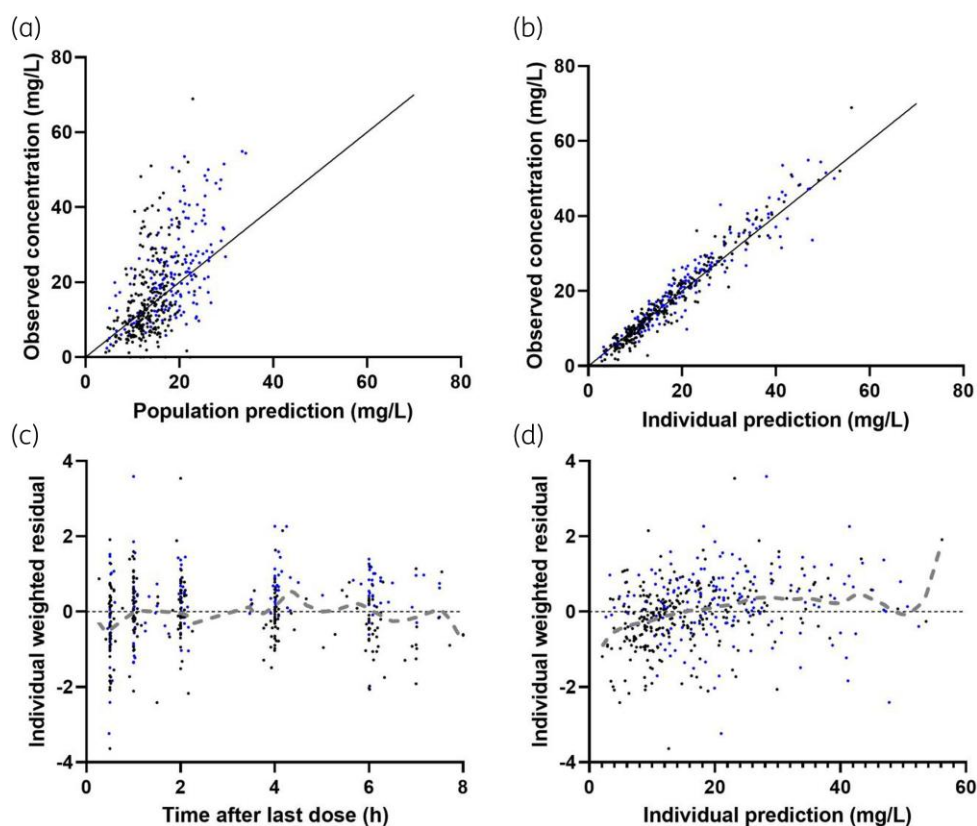 (a)
Observed concentration (mg/L)
80
60
40
20
0
0 20 40 60 80
Population prediction (mg/L)
(b)
Observed concentration (mg/L)
80
60
40
20
0
0 20 40 60 80
Individual prediction (mg/L)
(c)
Individual weighted residual
4
2
0
-2
-4
0 2 4 6 8
Time after last dose (h)
(d)
Individual weighted residual
4
2
0
-2
-4
0 20 40 60
Individual prediction (mg/L)